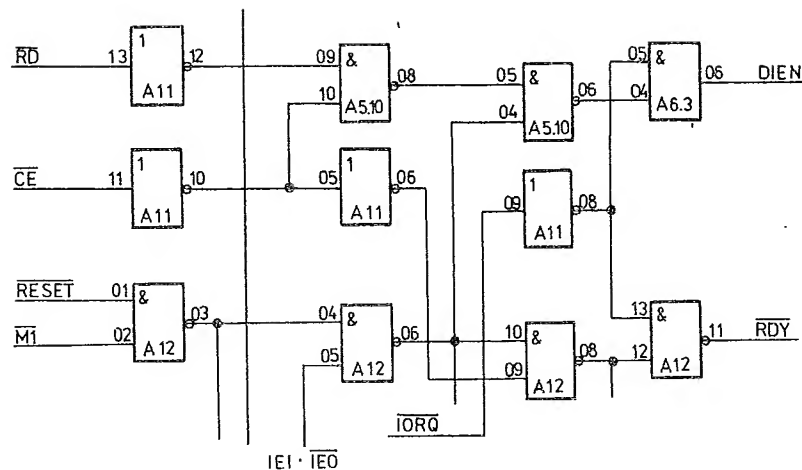 RD 13 1 12 A11
09 & 08 10 A5.10
05 & 06 04 A5.10
05 & 06 04 A6.3 DIEN
CE 11 1 10 A11
05 1 06 A11
09 1 08 A11
RESET 01 & 03 M1 02 A12
04 & 06 05 A12
10 & 08 09 A12
13 & 11 12 A12 RDY
IORQ
IEI · IEO